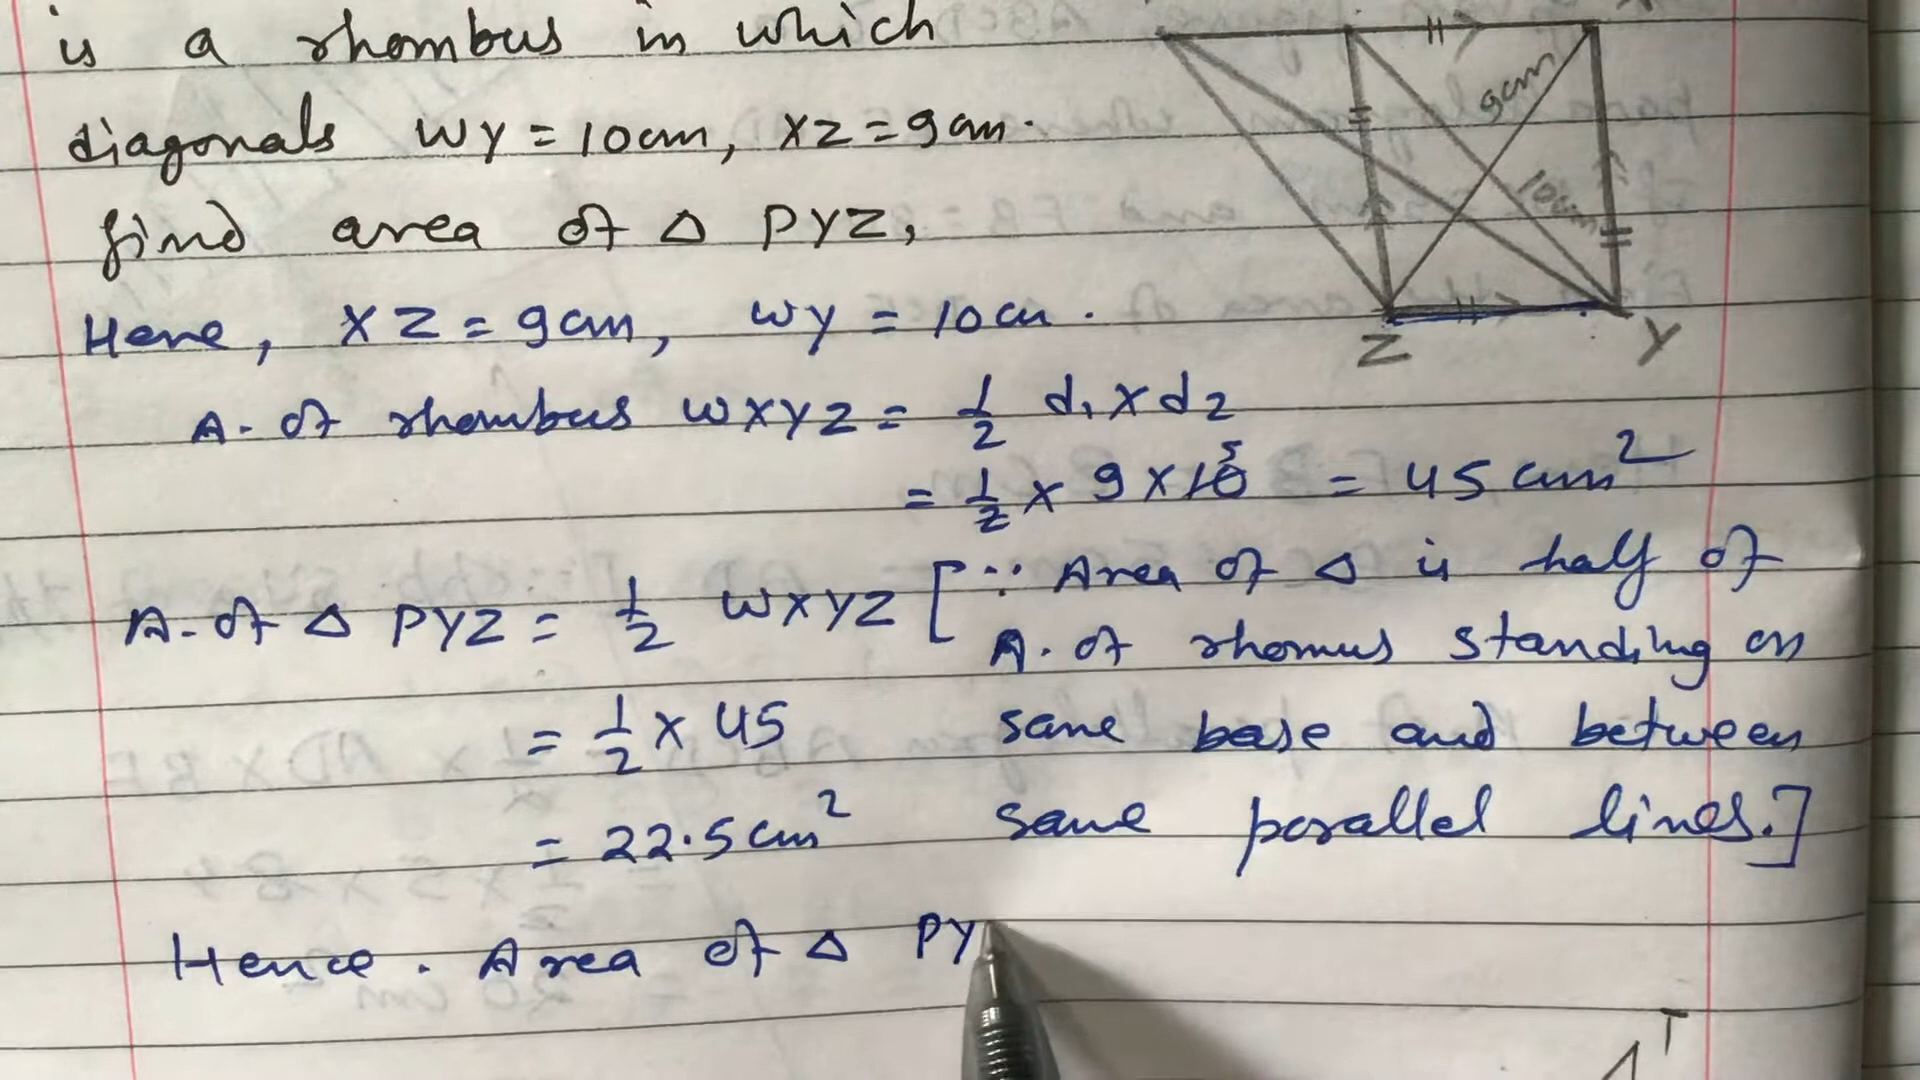 is a rhombus in which
diagonals WY = 10cm, XZ = 9cm.
find area of △ PYZ,
9cm
10cm
Z Y
Here, XZ = 9cm, WY = 10cm.
A. of rhombus WXYZ = 1/2 d1 × d2
= 1/2 × 9 × 10 5 = 45 cm²
A. of △ PYZ = 1/2 WXYZ [∵ Area of △ is half of
A. of rhomus standing on
= 1/2 × 45 same base and between
= 22.5cm² same parallel lines.]
Hence. Area of △ PY
T